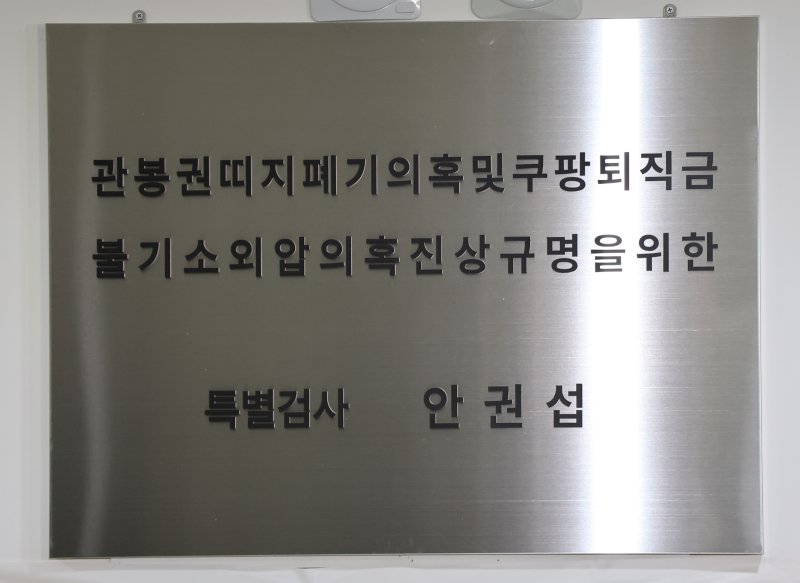 관봉권띠지폐기의혹및쿠팡퇴직금
불기소외압의혹진상규명을위한
특별검사 안권섭